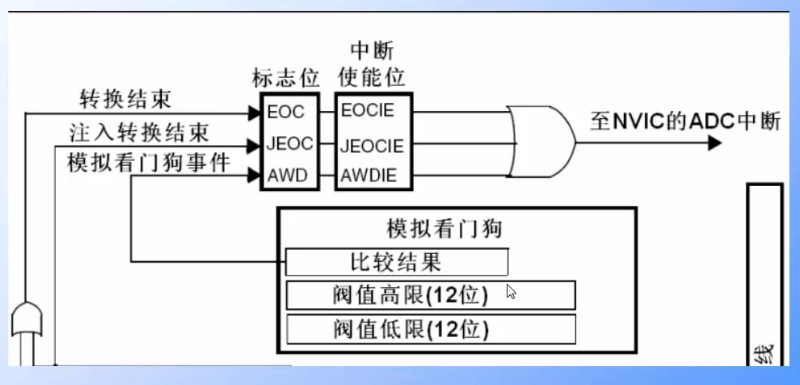 中断
标志位 使能位
转换结束
EOC EOCIE
注入转换结束
JEOC JEOCIE
至NVIC的ADC中断
模拟看门狗事件
AWD AWDIE
模拟看门狗
比较结果
阀值高限(12位)
阀值低限(12位)
线